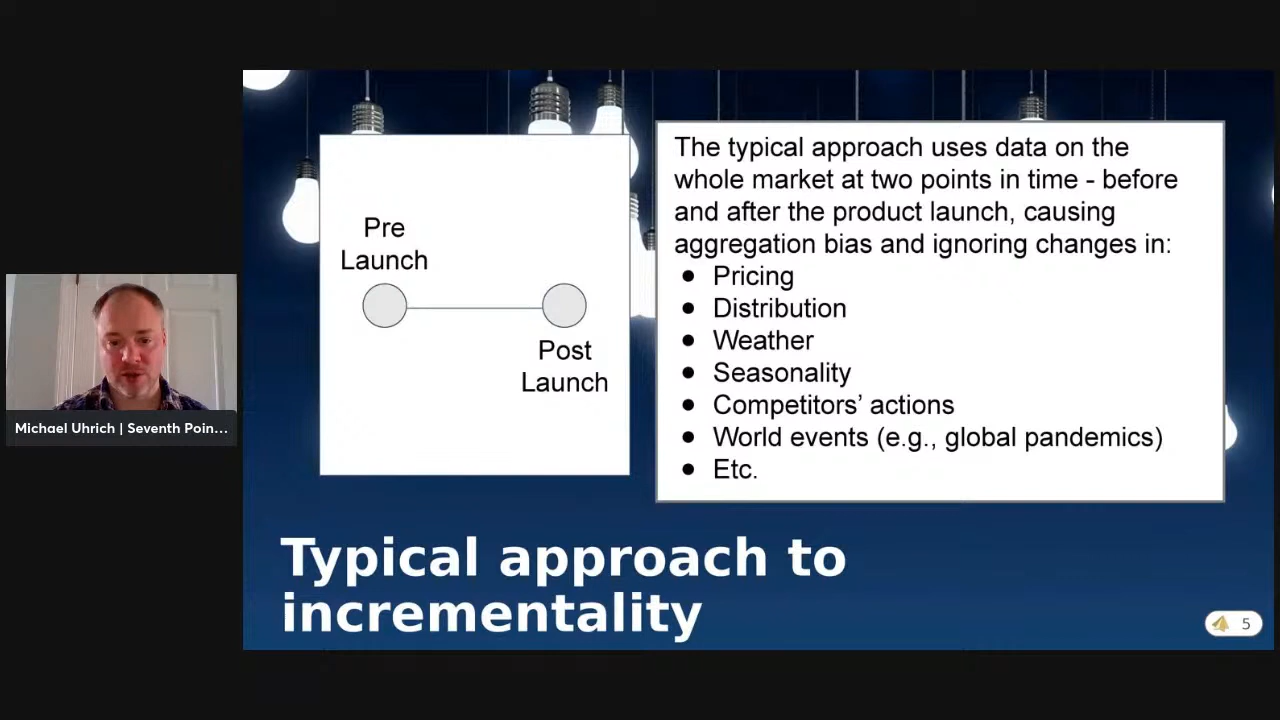 Pre
Launch
Post
Launch
The typical approach uses data on the
whole market at two points in time - before
and after the product launch, causing
aggregation bias and ignoring changes in:
● Pricing
● Distribution
● Weather
● Seasonality
● Competitors’ actions
● World events (e.g., global pandemics)
● Etc.
Michael Uhrich | Seventh Poin...
Typical approach to
incrementality
5